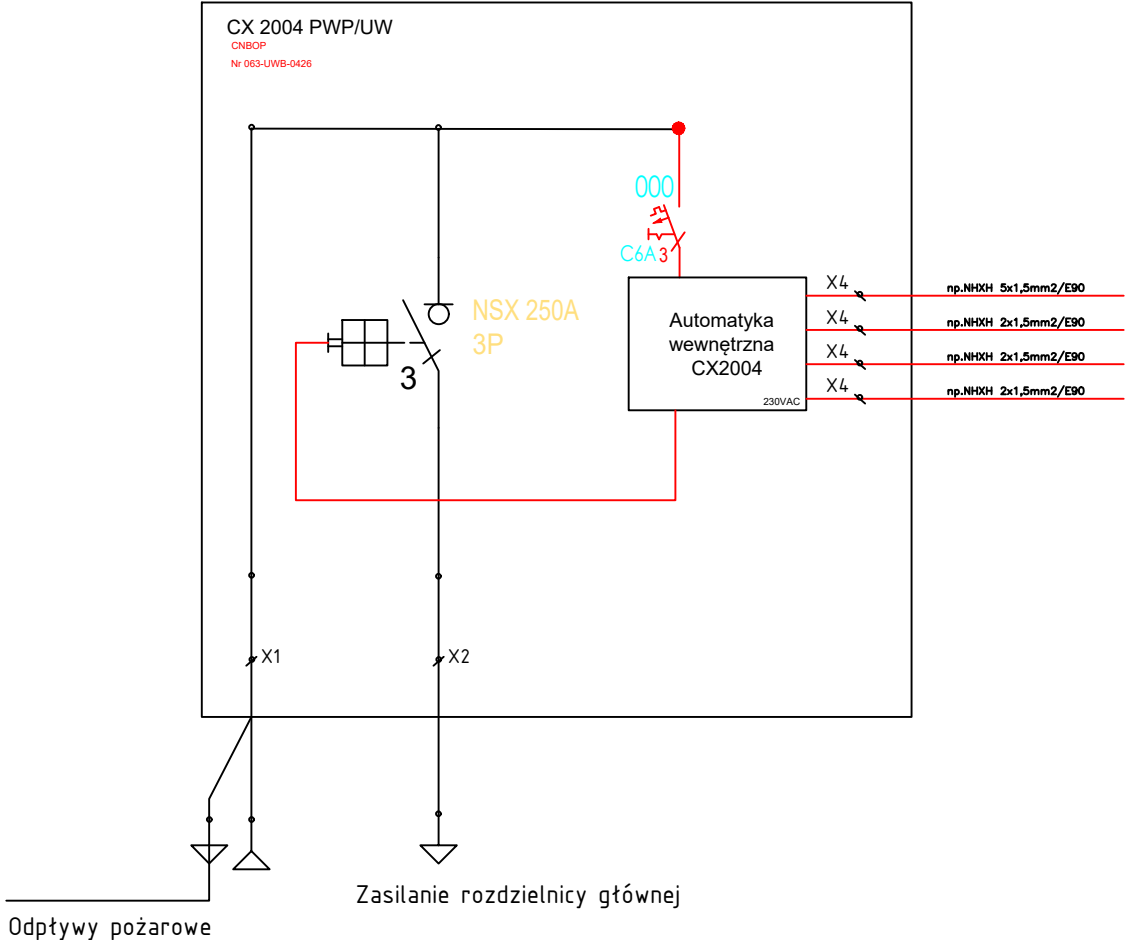 CX 2004 PWP/UW
CNBOP
Nr 063-UWB-0426
000
C6A 3
NSX 250A
3P
3
Automatyka
wewnętrzna
CX2004
230VAC
X4
np.NHXH 5x1,5mm2/E90
X4
np.NHXH 2x1,5mm2/E90
X4
np.NHXH 2x1,5mm2/E90
X4
np.NHXH 2x1,5mm2/E90
X1
X2
Zasilanie rozdzielnicy głównej
Odpływy pożarowe